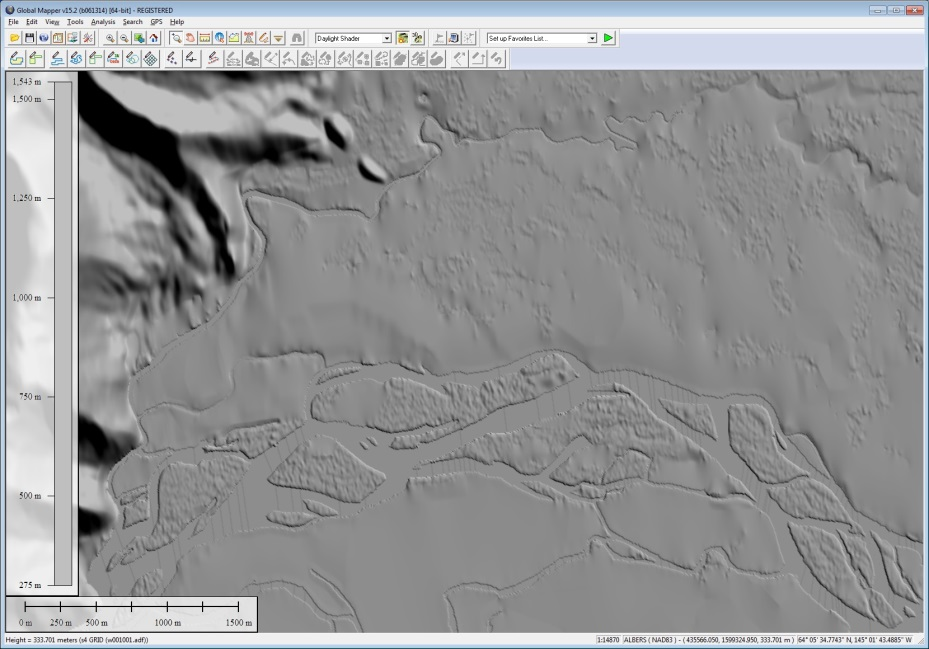 Global Mapper v15.2 (b061314) [64-bit] - REGISTERED
File Edit View Tools Analysis Search GPS Help
Daylight Shader Set up Favorites List...
1,543 m
1,500 m
1,250 m
1,000 m
750 m
500 m
275 m
0 m 250 m 500 m 1000 m 1500 m
Height = 333.701 meters (s4 GRID (w001001.adf)) 1:14870 ALBERS ( NAD83 ) - ( 435566.050, 1599324.950, 333.701 m ) 64° 05' 34.7743" N, 145° 01' 43.4885" W